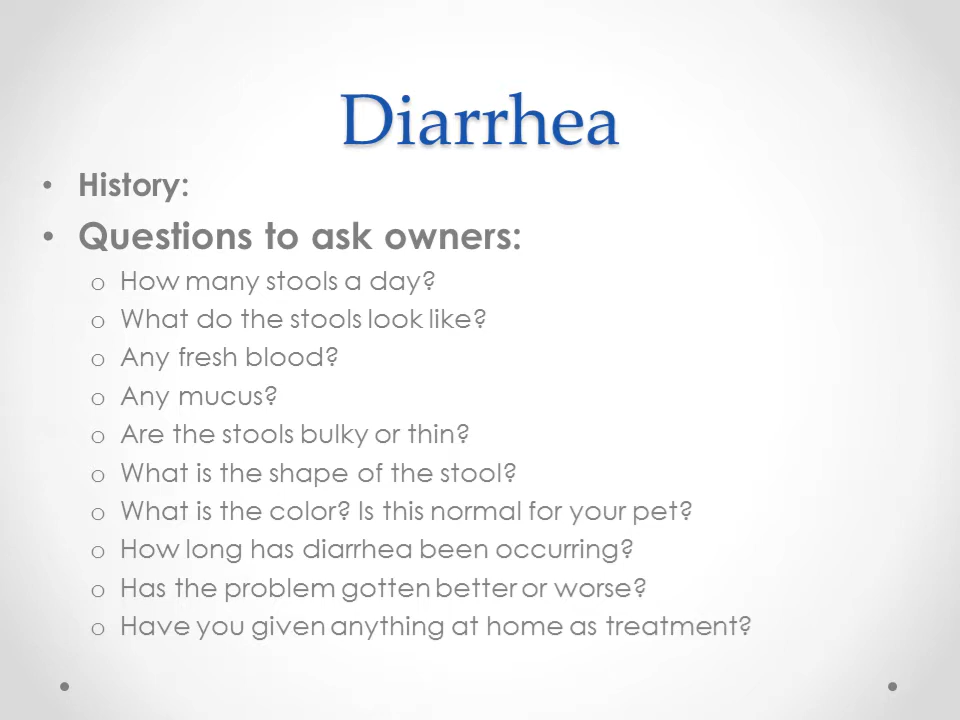 Diarrhea
• History:
• Questions to ask owners:
o How many stools a day?
o What do the stools look like?
o Any fresh blood?
o Any mucus?
o Are the stools bulky or thin?
o What is the shape of the stool?
o What is the color? Is this normal for your pet?
o How long has diarrhea been occurring?
o Has the problem gotten better or worse?
o Have you given anything at home as treatment?